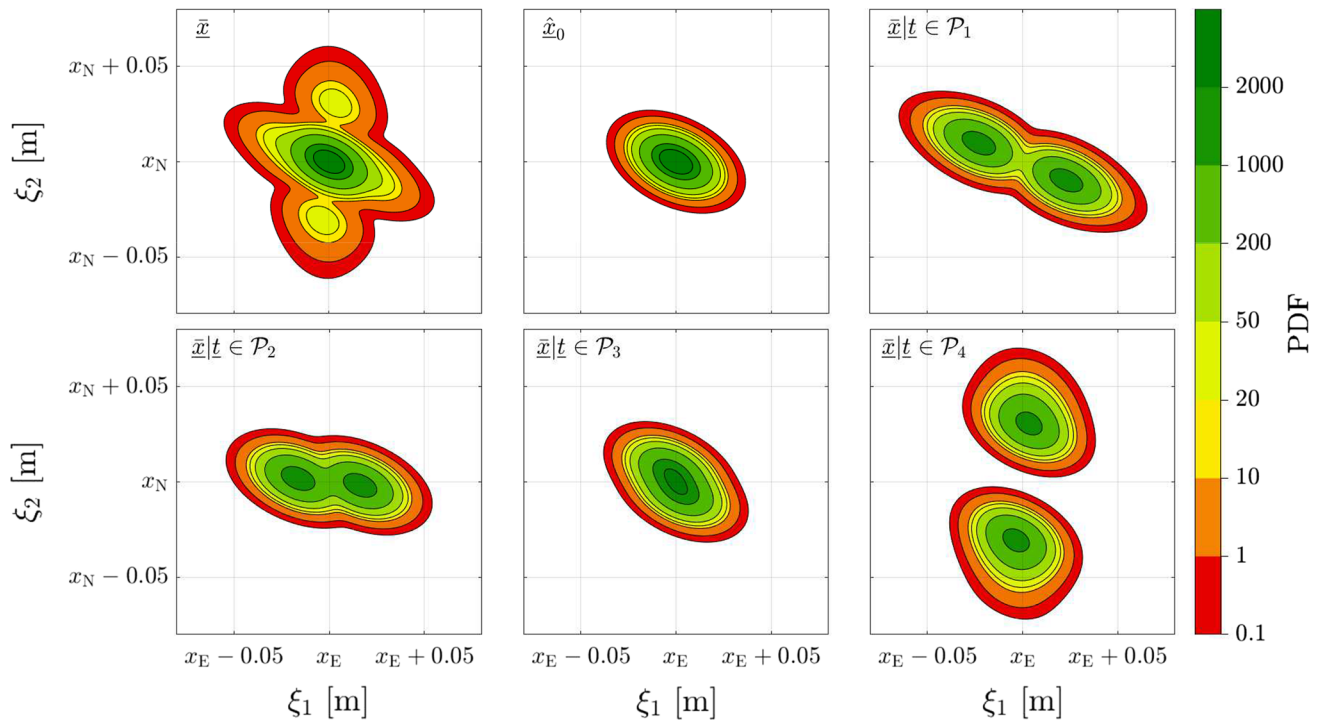 x̲̄
x̲̂₀
x̲̄|t̲ ∈ 𝒫₁
x_N + 0.05
x_N
x_N − 0.05
ξ₂ [m]
2000
1000
200
50
20
10
1
0.1
PDF
x̲̄|t̲ ∈ 𝒫₂
x̲̄|t̲ ∈ 𝒫₃
x̲̄|t̲ ∈ 𝒫₄
x_N + 0.05
x_N
x_N − 0.05
ξ₂ [m]
x_E − 0.05 x_E x_E + 0.05
x_E − 0.05 x_E x_E + 0.05
x_E − 0.05 x_E x_E + 0.05
ξ₁ [m]
ξ₁ [m]
ξ₁ [m]